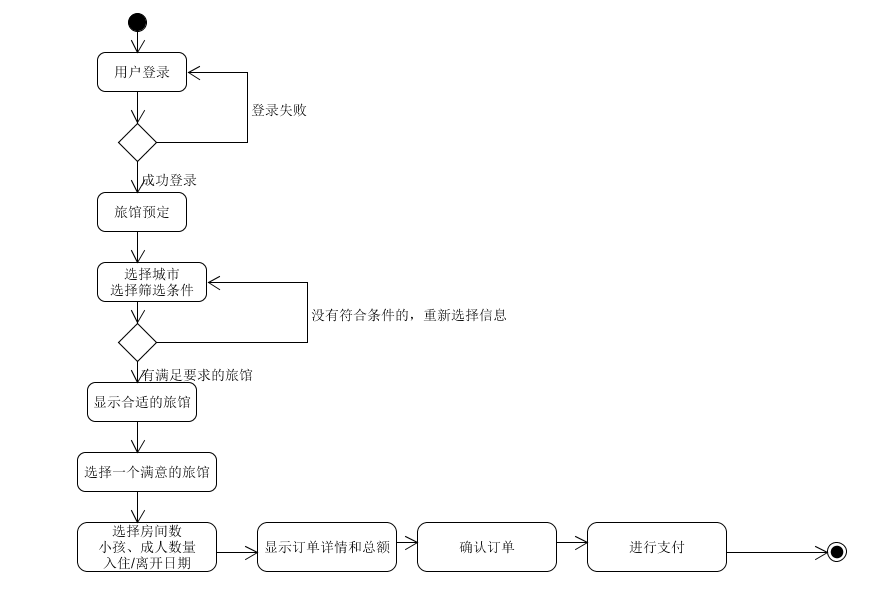 用户登录
登录失败
成功登录
旅馆预定
选择城市
选择筛选条件
没有符合条件的，重新选择信息
有满足要求的旅馆
显示合适的旅馆
选择一个满意的旅馆
选择房间数
小孩、成人数量
入住/离开日期
显示订单详情和总额
确认订单
进行支付